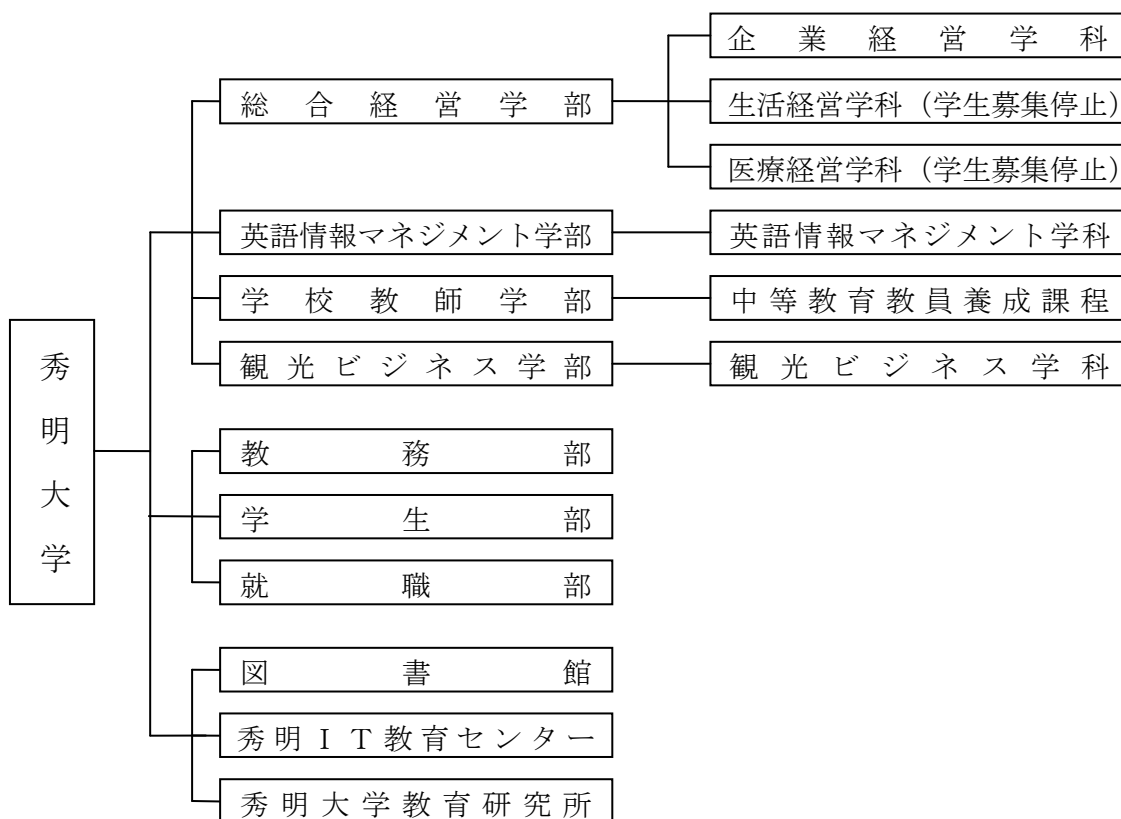 企業経営学科
総合経営学部
生活経営学科（学生募集停止）
医療経営学科（学生募集停止）
英語情報マネジメント学部
英語情報マネジメント学科
学校教師学部
中等教育教員養成課程
観光ビジネス学部
観光ビジネス学科
秀明大学
教務部
学生部
就職部
図書館
秀明ＩＴ教育センター
秀明大学教育研究所